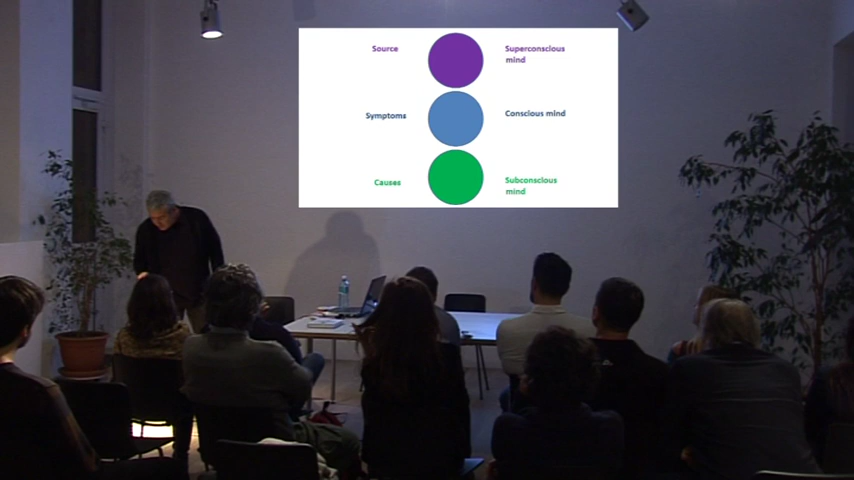 Source
Superconscious
mind
Symptoms
Conscious mind
Causes
Subconscious
mind